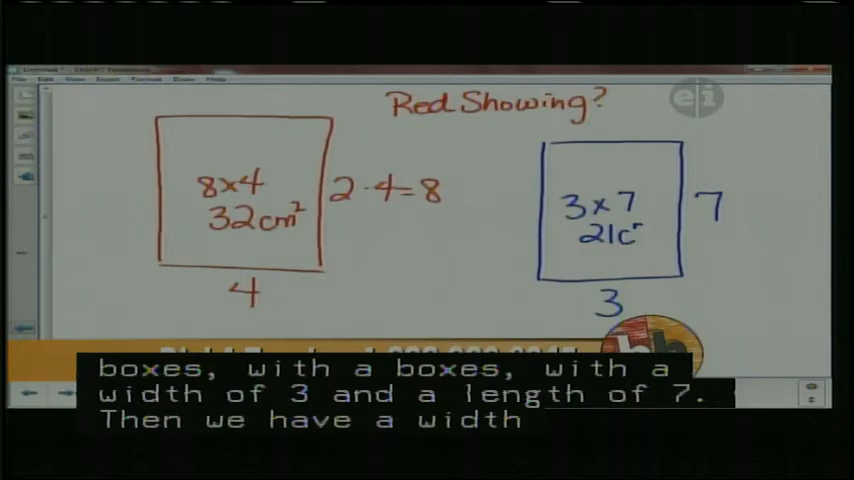 Red Showing?
ei
8x4
32cm²
2·4=8
4
3x7
21c
7
3
boxes, with a boxes, with a
width of 3 and a length of 7.
Then we have a width